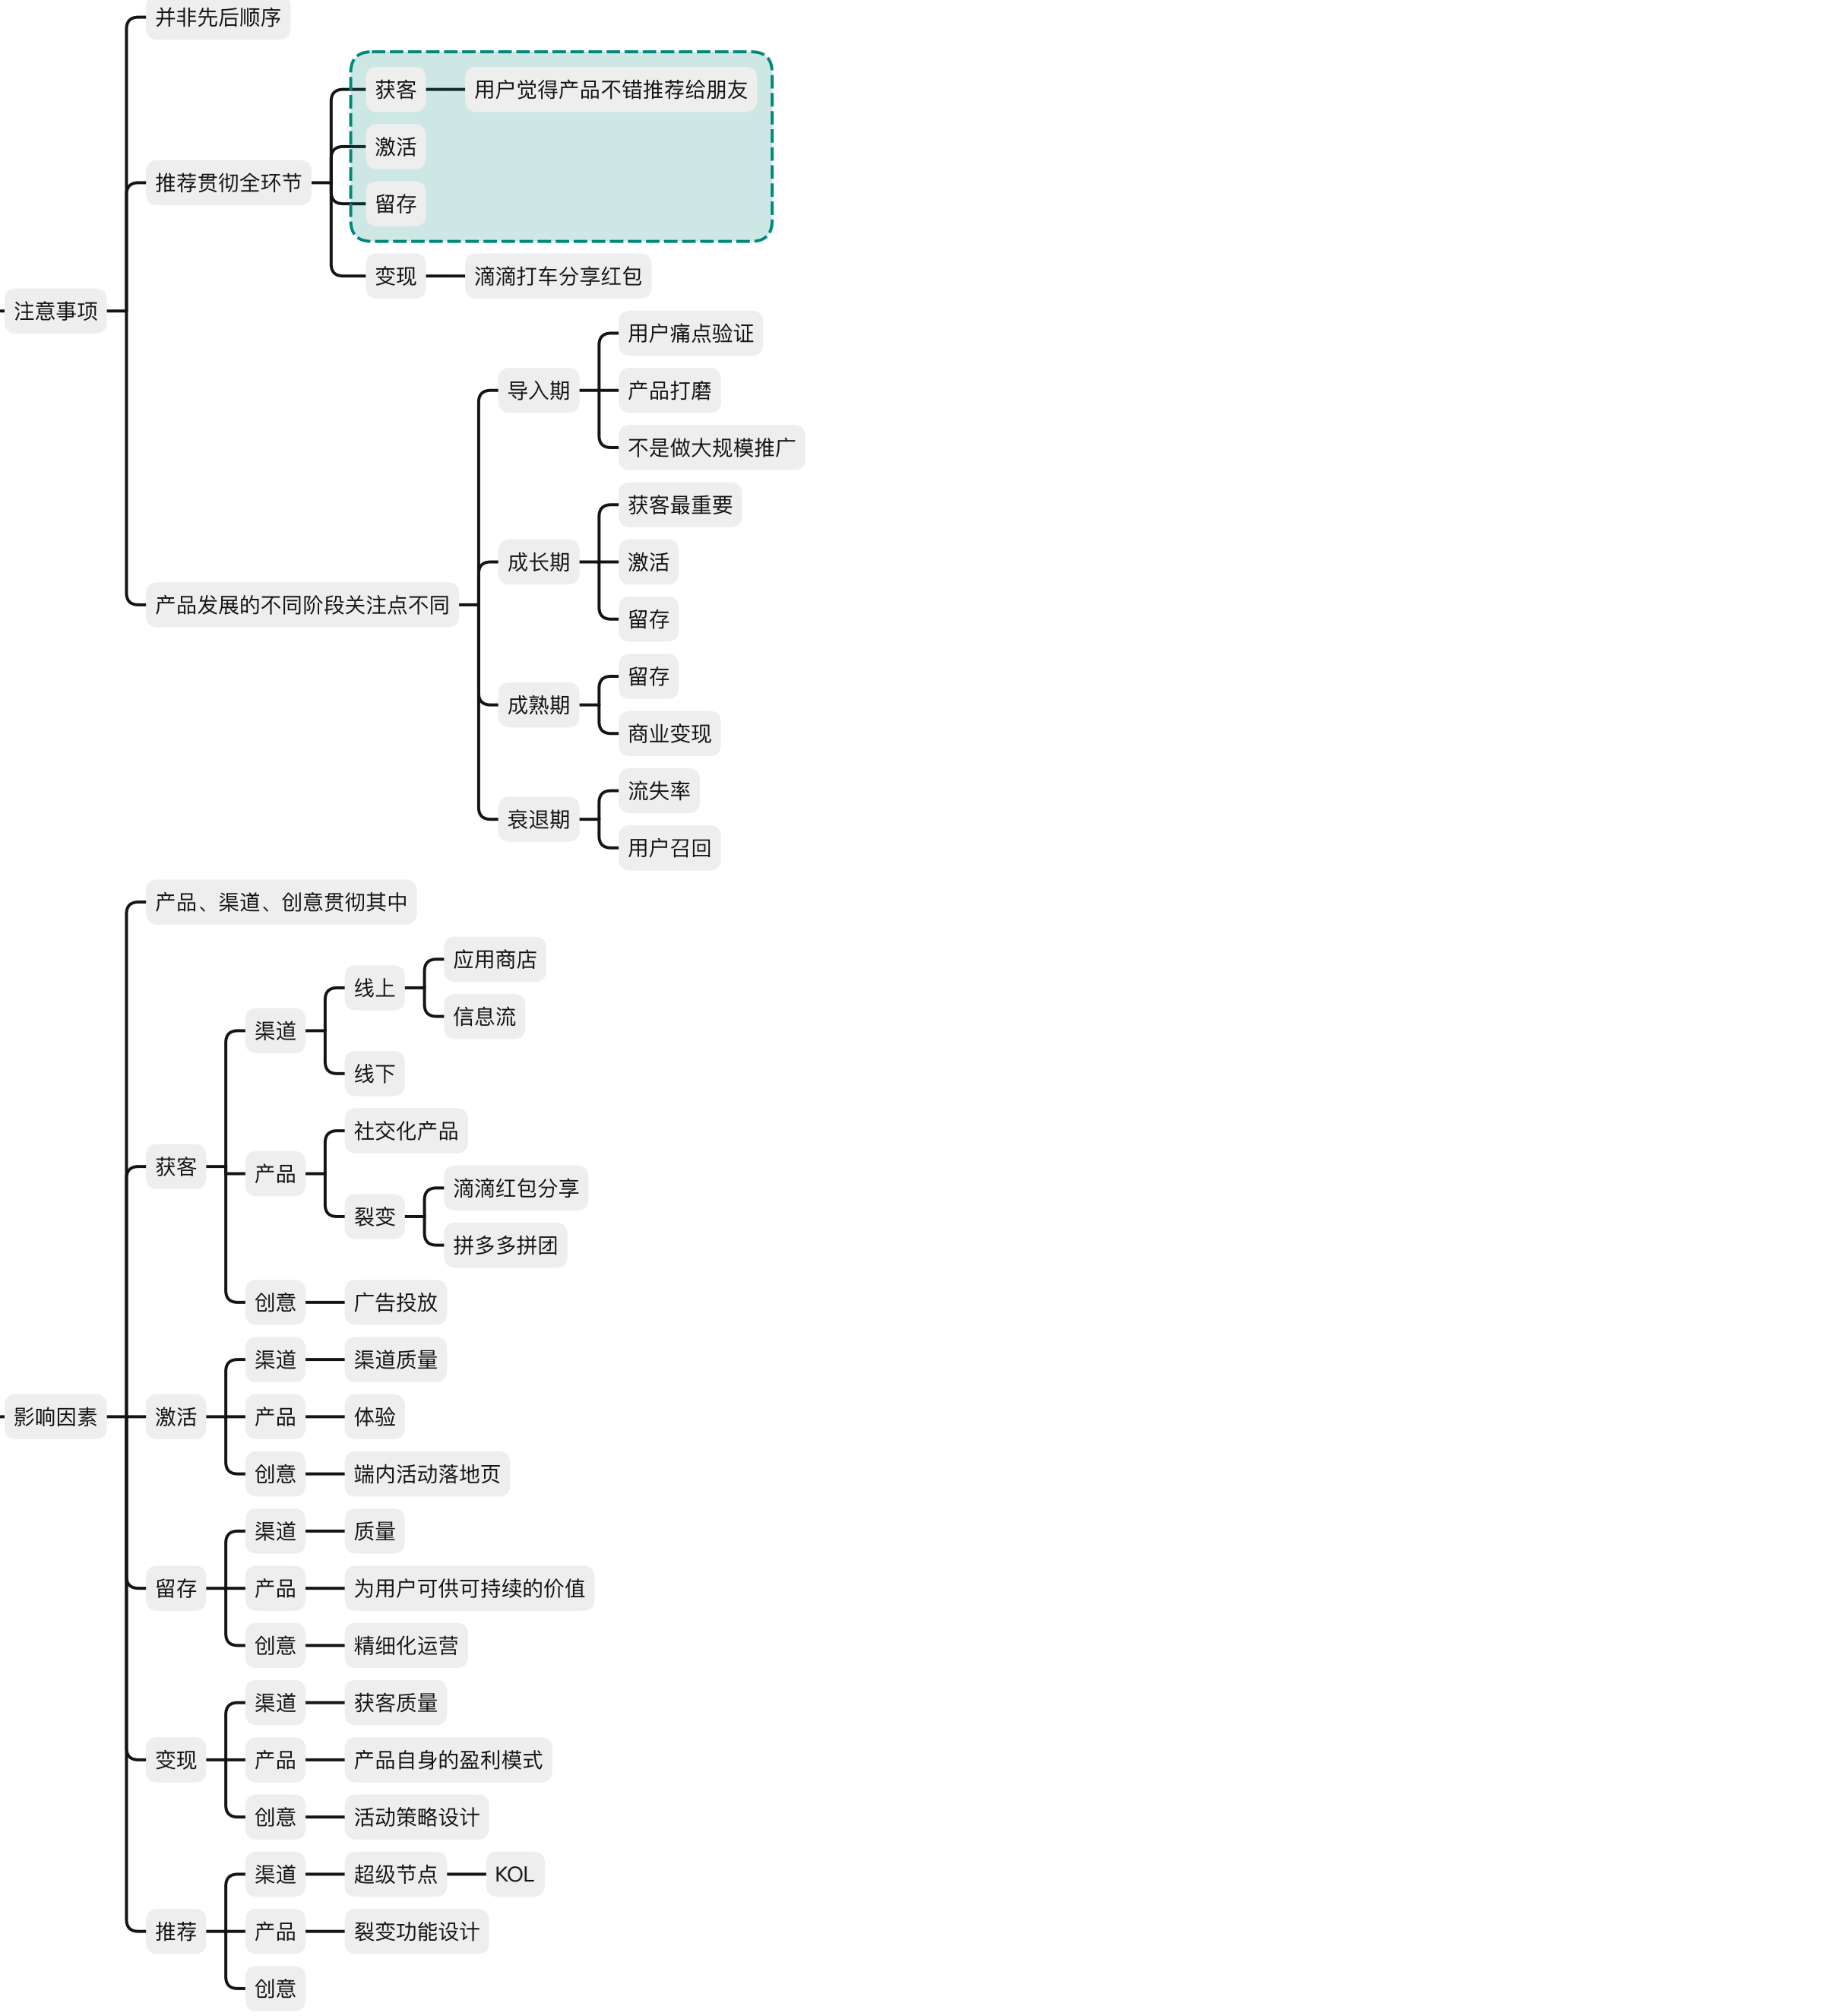 并非先后顺序
获客
用户觉得产品不错推荐给朋友
激活
推荐贯彻全环节
留存
变现
滴滴打车分享红包
注意事项
用户痛点验证
导入期
产品打磨
不是做大规模推广
获客最重要
成长期
激活
产品发展的不同阶段关注点不同
留存
留存
成熟期
商业变现
流失率
衰退期
用户召回
产品、渠道、创意贯彻其中
应用商店
线上
信息流
渠道
线下
社交化产品
获客
产品
滴滴红包分享
裂变
拼多多拼团
创意
广告投放
渠道
渠道质量
影响因素
激活
产品
体验
创意
端内活动落地页
渠道
质量
留存
产品
为用户可供可持续的价值
创意
精细化运营
渠道
获客质量
变现
产品
产品自身的盈利模式
创意
活动策略设计
渠道
超级节点
KOL
推荐
产品
裂变功能设计
创意